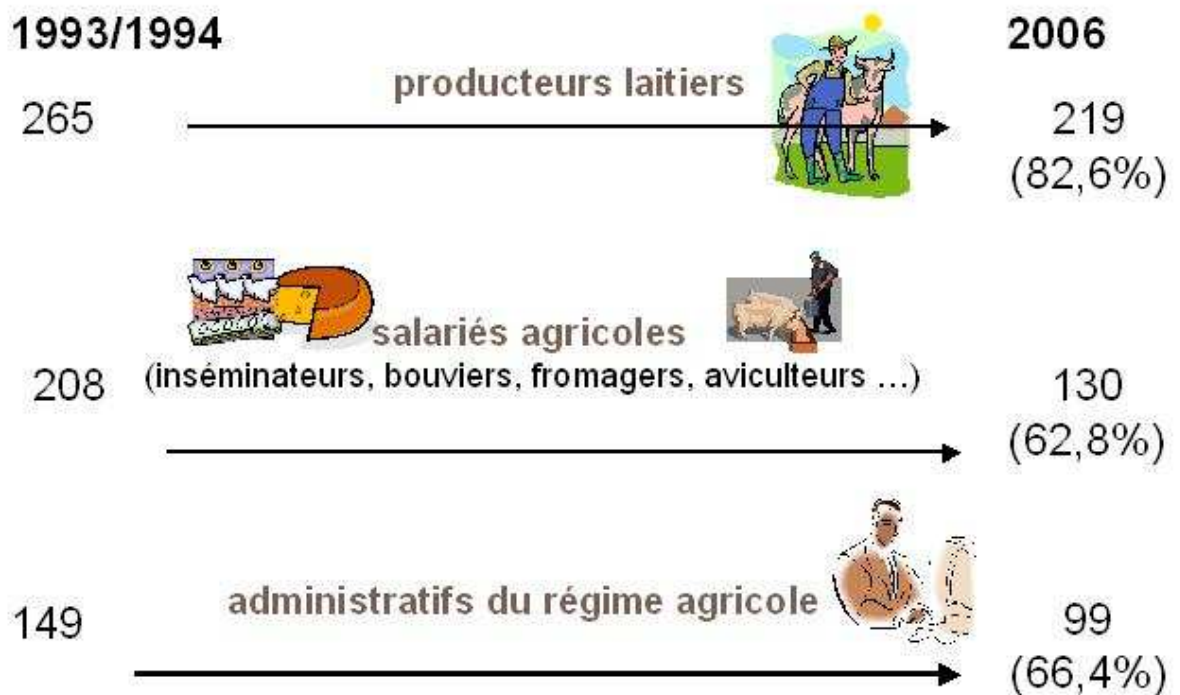 1993/1994
2006
producteurs laitiers
265
219
(82,6%)
salariés agricoles
(inséminateurs, bouviers, fromagers, aviculteurs ...)
208
130
(62,8%)
administratifs du régime agricole
149
99
(66,4%)